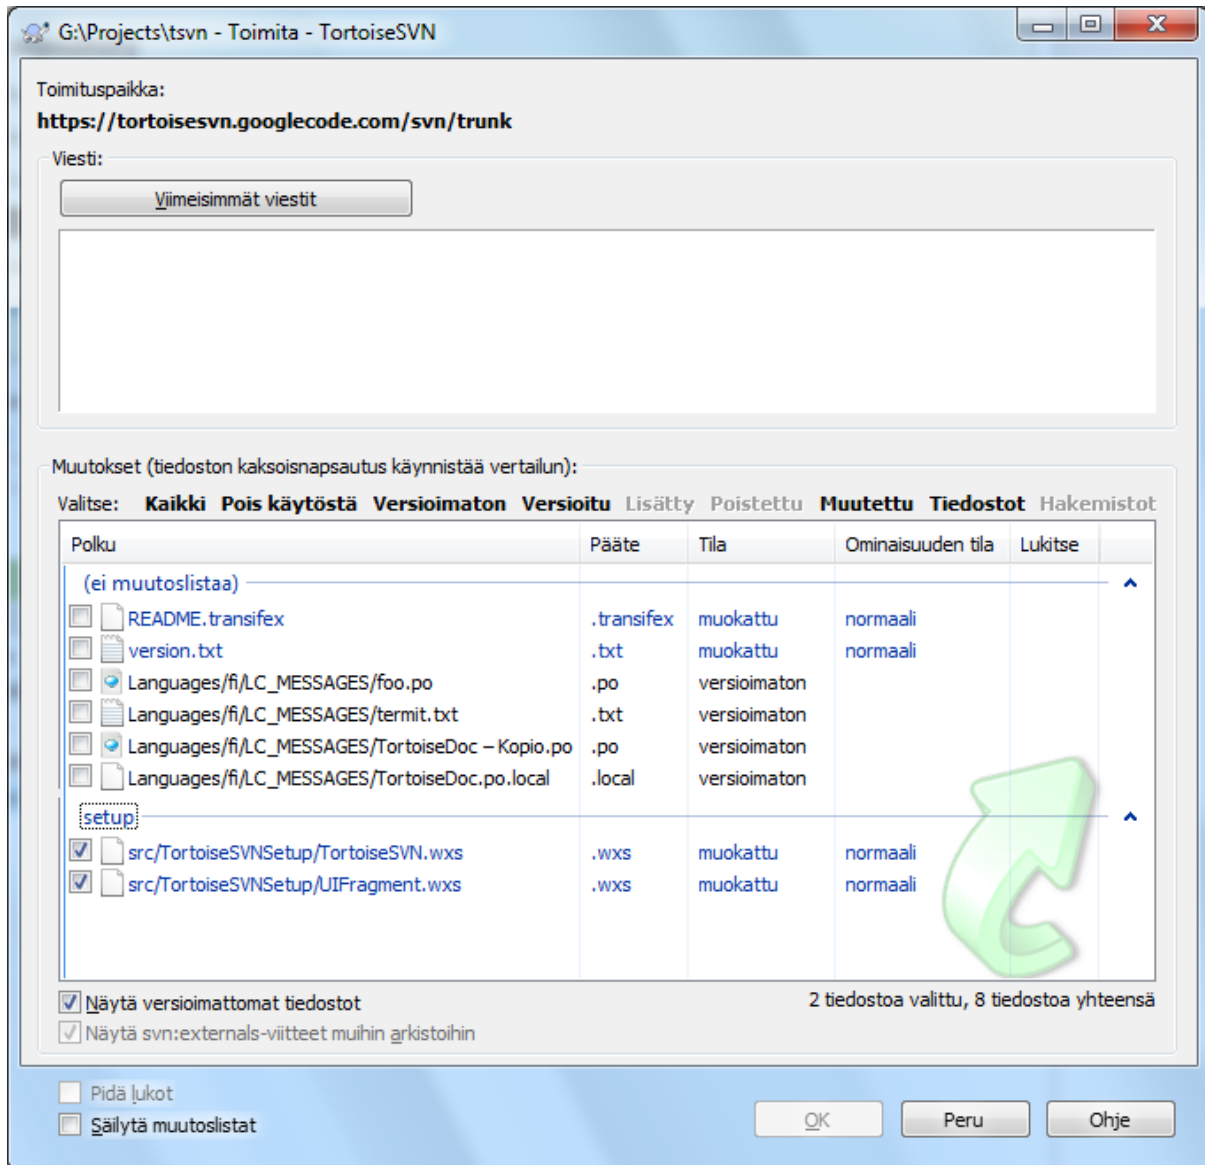 G:\Projects\tsvn - Toimita - TortoiseSVN
Toimituspaikka:
https://tortoisesvn.googlecode.com/svn/trunk
Viesti:
Viimeisimmät viestit
Muutokset (tiedoston kaksoisnapsautus käynnistää vertailun):
Valitse: Kaikki Pois käytöstä Versioimaton Versioitu Lisätty Poistettu Muutettu Tiedostot Hakemistot
Polku Pääte Tila Ominaisuuden tila Lukitse
(ei muutoslistaa)
README.transifex .transifex muokattu normaali
version.txt .txt muokattu normaali
Languages/fi/LC_MESSAGES/foo.po .po versioimaton
Languages/fi/LC_MESSAGES/termit.txt .txt versioimaton
Languages/fi/LC_MESSAGES/TortoiseDoc – Kopio.po .po versioimaton
Languages/fi/LC_MESSAGES/TortoiseDoc.po.local .local versioimaton
setup
src/TortoiseSVNSetup/TortoiseSVN.wxs .wxs muokattu normaali
src/TortoiseSVNSetup/UIFragment.wxs .wxs muokattu normaali
Näytä versioimattomat tiedostot 2 tiedostoa valittu, 8 tiedostoa yhteensä
Näytä svn:externals-viitteet muihin arkistoihin
Pidä lukot
Säilytä muutoslistat
OK Peru Ohje